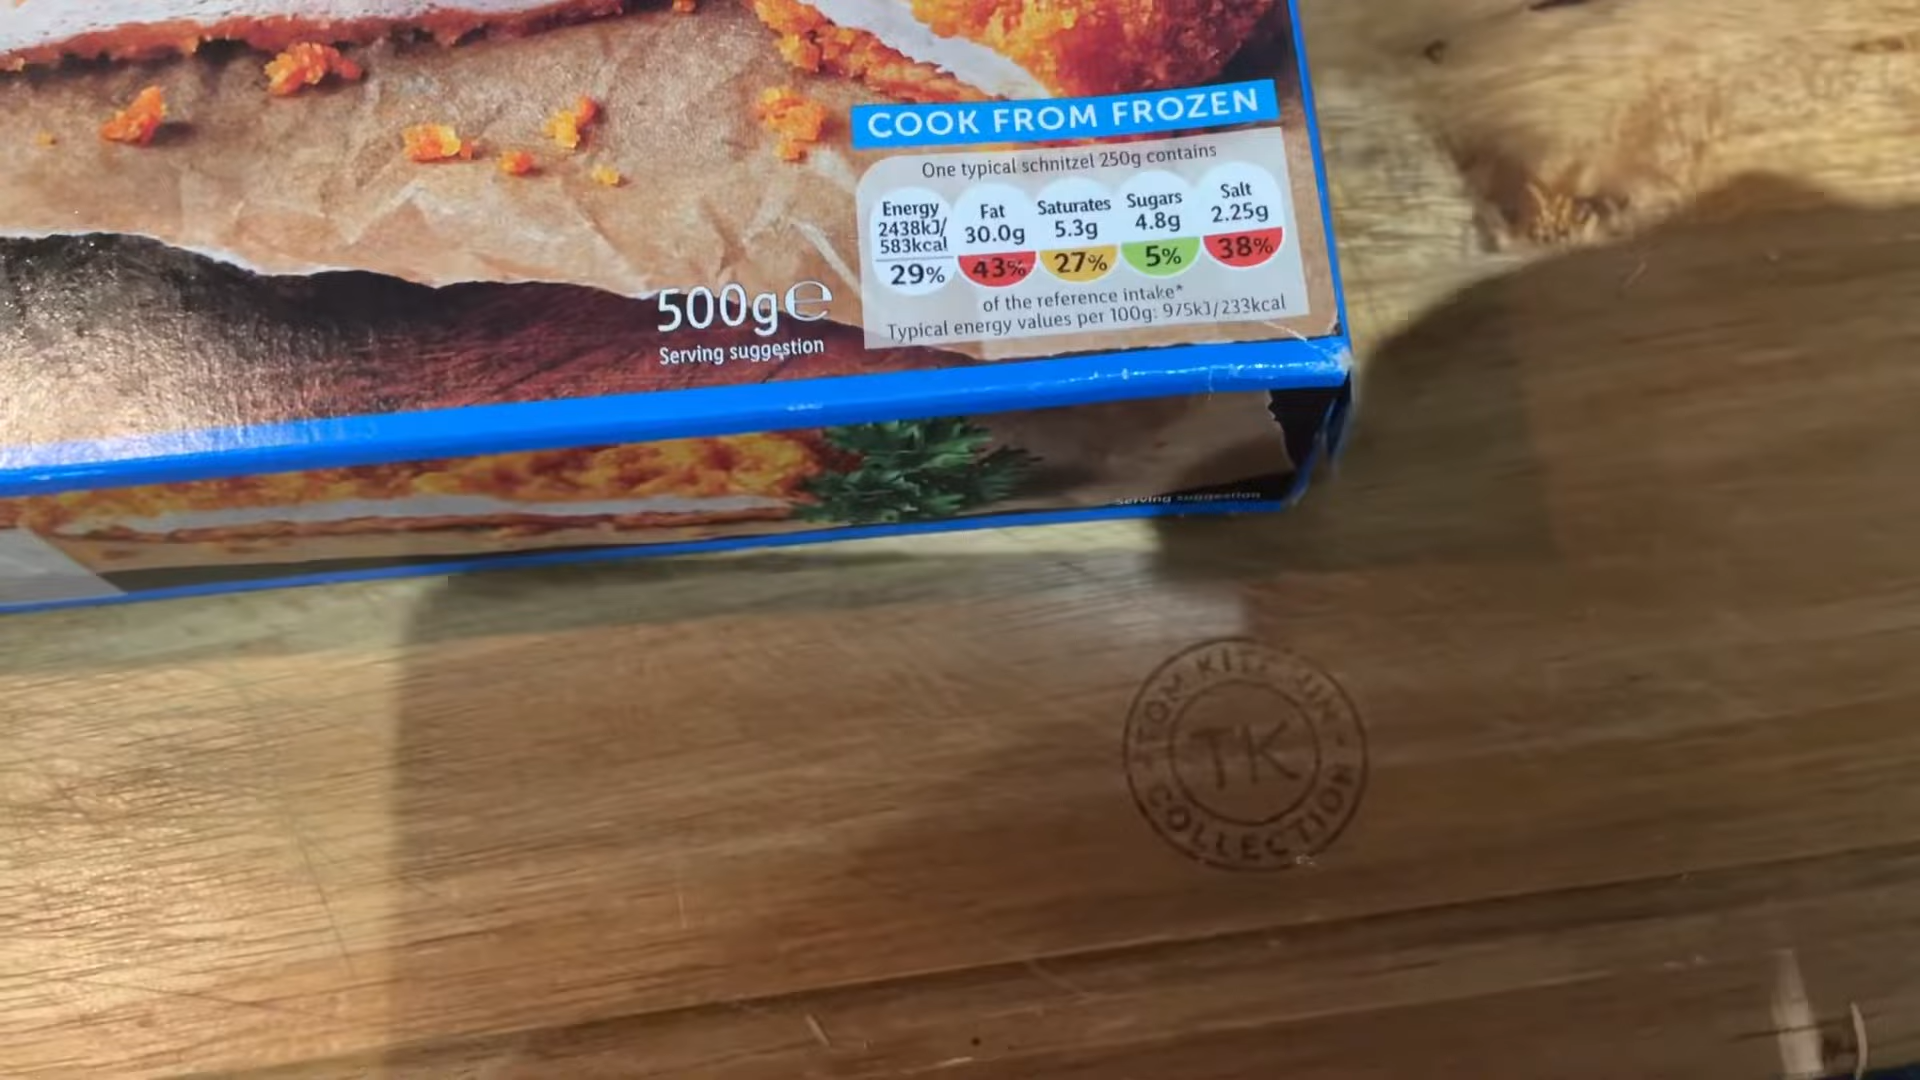 COOK FROM FROZEN
One typical schnitzel 250g contains
Energy
2438kJ/
583kcal
29%
Fat
30.0g
43%
Saturates
5.3g
27%
Sugars
4.8g
5%
Salt
2.25g
38%
of the reference intake*
Typical energy values per 100g: 975kJ/233kcal
500g℮
Serving suggestion
Serving suggestion
TOM
TK
COLLECTION